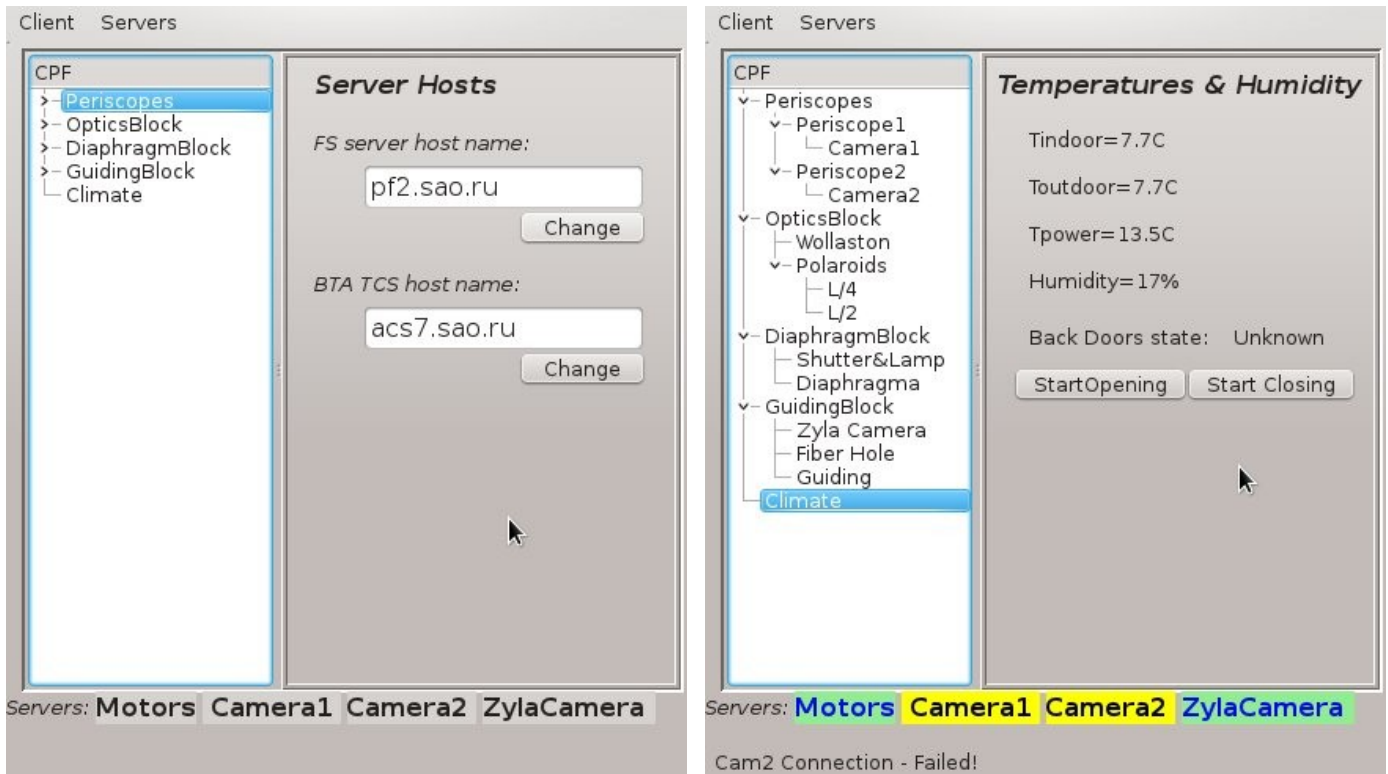 Client Servers
CPF
Periscopes
OpticsBlock
DiaphragmBlock
GuidingBlock
Climate
Server Hosts
FS server host name:
pf2.sao.ru
Change
BTA TCS host name:
acs7.sao.ru
Change
Servers: Motors Camera1 Camera2 ZylaCamera
Client Servers
CPF
Periscopes
Periscope1
Camera1
Periscope2
Camera2
OpticsBlock
Wollaston
Polaroids
L/4
L/2
DiaphragmBlock
Shutter&Lamp
Diaphragma
GuidingBlock
Zyla Camera
Fiber Hole
Guiding
Climate
Temperatures & Humidity
Tindoor=7.7C
Toutdoor=7.7C
Tpower=13.5C
Humidity=17%
Back Doors state: Unknown
StartOpening Start Closing
Servers: Motors Camera1 Camera2 ZylaCamera
Cam2 Connection - Failed!